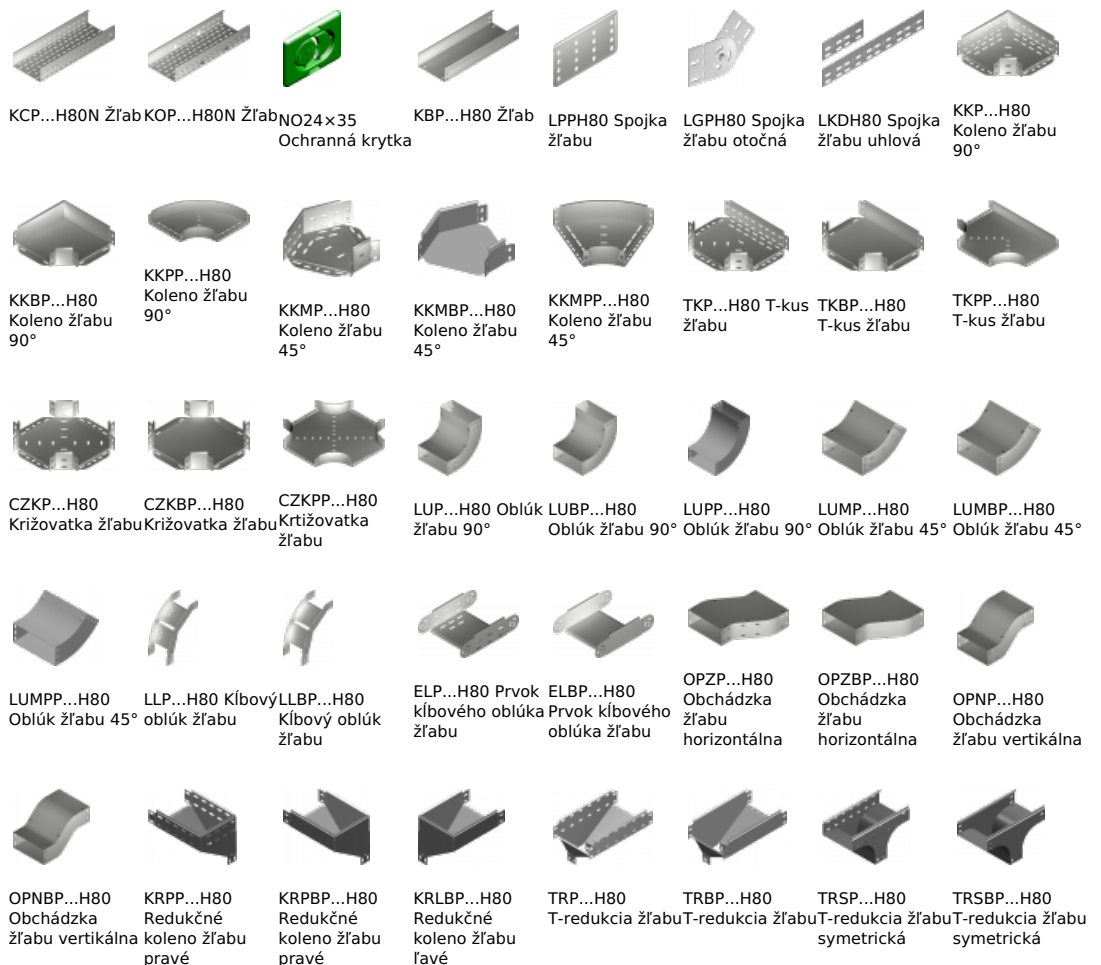 KCP...H80N Žľab
KOP...H80N Žľab
NO24×35
Ochranná krytka
KBP...H80 Žľab
LPPH80 Spojka
žľabu
LGPH80 Spojka
žľabu otočná
LKDH80 Spojka
žľabu uhlová
KKP...H80
Koleno žľabu
90°
KKBP...H80
Koleno žľabu
90°
KKPP...H80
Koleno žľabu
90°
KKMP...H80
Koleno žľabu
45°
KKMBP...H80
Koleno žľabu
45°
KKMPP...H80
Koleno žľabu
45°
TKP...H80 T-kus
žľabu
TKBP...H80
T-kus žľabu
TKPP...H80
T-kus žľabu
CZKP...H80
Križovatka žľabu
CZKBP...H80
Križovatka žľabu
CZKPP...H80
Krtižovatka
žľabu
LUP...H80 Oblúk
žľabu 90°
LUBP...H80
Oblúk žľabu 90°
LUPP...H80
Oblúk žľabu 90°
LUMP...H80
Oblúk žľabu 45°
LUMBP...H80
Oblúk žľabu 45°
LUMPP...H80
Oblúk žľabu 45°
LLP...H80 Kĺbový
oblúk žľabu
LLBP...H80
Kĺbový oblúk
žľabu
ELP...H80 Prvok
kĺbového oblúka
žľabu
ELBP...H80
Prvok kĺbového
oblúka žľabu
OPZP...H80
Obchádzka
žľabu
horizontálna
OPZBP...H80
Obchádzka
žľabu
horizontálna
OPNP...H80
Obchádzka
žľabu vertikálna
OPNBP...H80
Obchádzka
žľabu vertikálna
KRPP...H80
Redukčné
koleno žľabu
pravé
KRPBP...H80
Redukčné
koleno žľabu
pravé
KRLBP...H80
Redukčné
koleno žľabu
ľavé
TRP...H80
T-redukcia žľabu
TRBP...H80
T-redukcia žľabu
TRSP...H80
T-redukcia žľabu
symetrická
TRSBP...H80
T-redukcia žľabu
symetrická